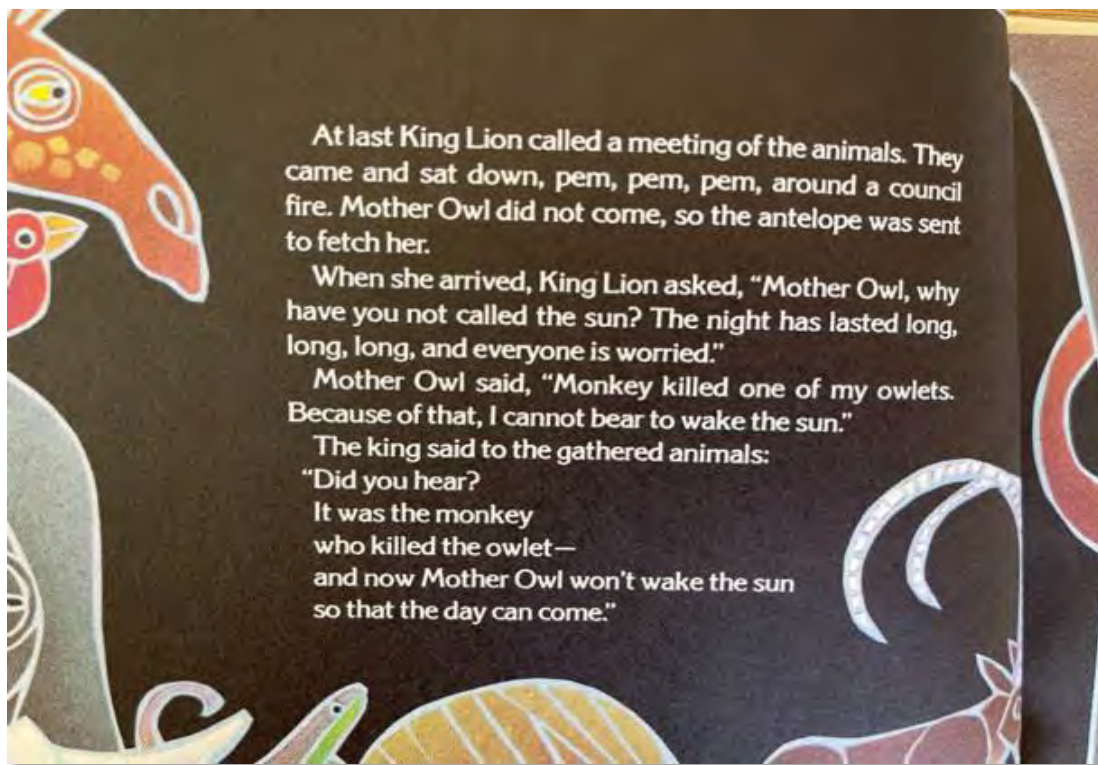 At last King Lion called a meeting of the animals. They
came and sat down, pem, pem, pem, around a council
fire. Mother Owl did not come, so the antelope was sent
to fetch her.
When she arrived, King Lion asked, “Mother Owl, why
have you not called the sun? The night has lasted long,
long, long, and everyone is worried.”
Mother Owl said, “Monkey killed one of my owlets.
Because of that, I cannot bear to wake the sun.”
The king said to the gathered animals:
“Did you hear?
It was the monkey
who killed the owlet—
and now Mother Owl won't wake the sun
so that the day can come.”